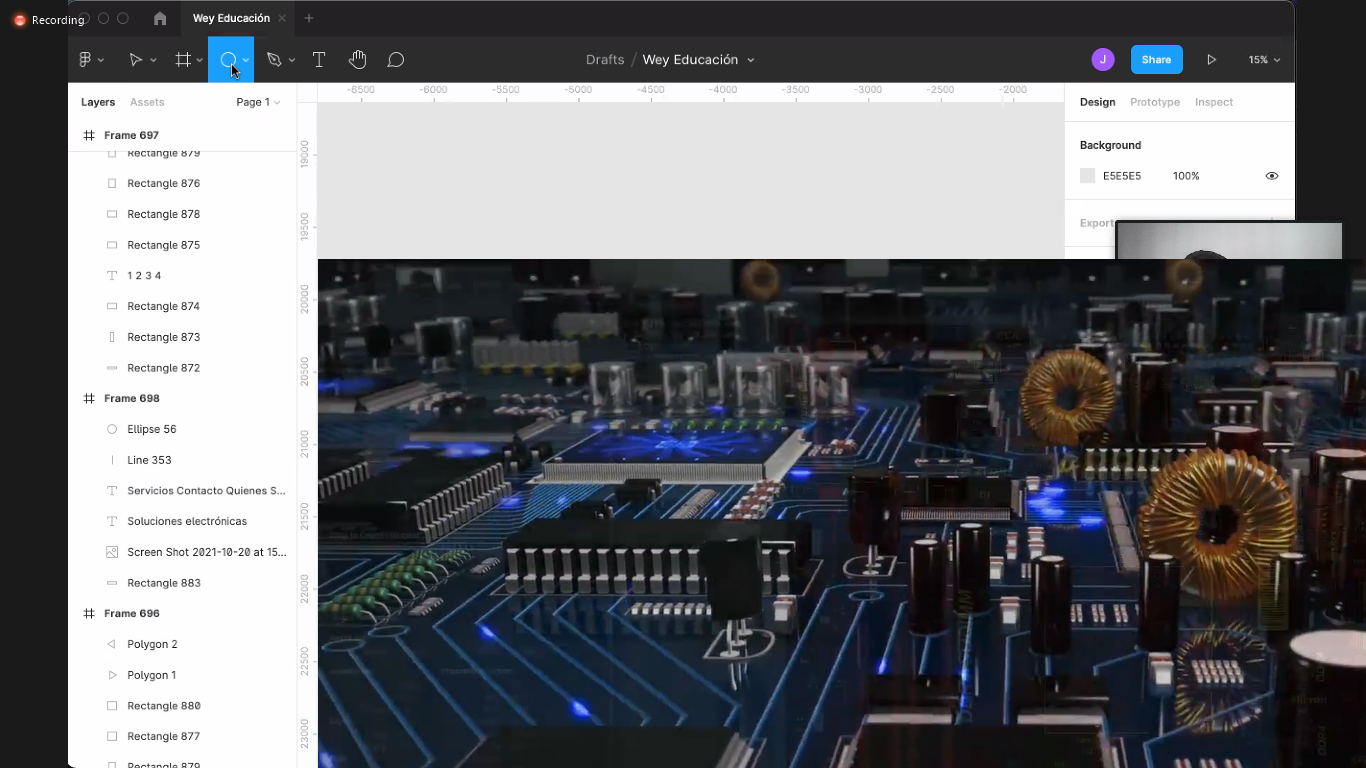 Recording
Wey Educación
Drafts / Wey Educación
J
Share
15%
Layers
Assets
Page 1
-6500
-6000
-5500
-5000
-4500
-4000
-3500
-3000
-2500
-2000
Design
Prototype
Inspect
Frame 697
Rectangle 879
Rectangle 876
Rectangle 878
Rectangle 875
1 2 3 4
Rectangle 874
Rectangle 873
Rectangle 872
Frame 698
Ellipse 56
Line 353
Servicios Contacto Quienes S...
Soluciones electrónicas
Screen Shot 2021-10-20 at 15...
Rectangle 883
Frame 696
Polygon 2
Polygon 1
Rectangle 880
Rectangle 877
Rectangle 879
19000
19500
20000
20500
21000
21500
22000
22500
23000
Background
E5E5E5
100%
Export